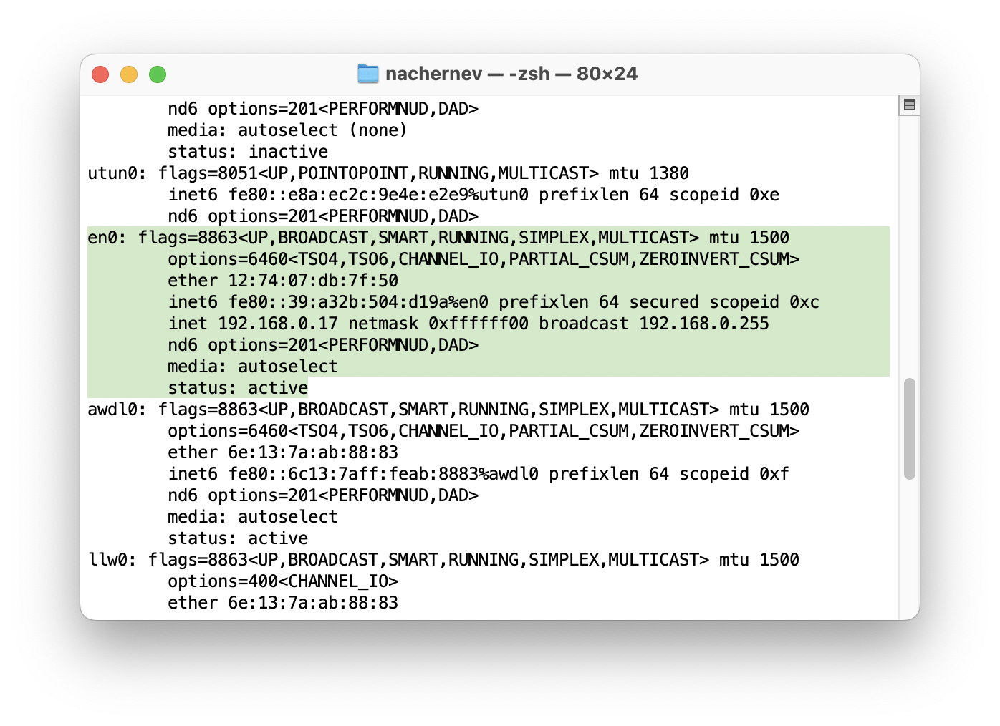 nachernev — -zsh — 80×24
nd6 options=201<PERFORMNUD,DAD>
media: autoselect (none)
status: inactive
utun0: flags=8051<UP,POINTOPOINT,RUNNING,MULTICAST> mtu 1380
inet6 fe80::e8a:ec2c:9e4e:e2e9%utun0 prefixlen 64 scopeid 0xe
nd6 options=201<PERFORMNUD,DAD>
en0: flags=8863<UP,BROADCAST,SMART,RUNNING,SIMPLEX,MULTICAST> mtu 1500
options=6460<TSO4,TSO6,CHANNEL_IO,PARTIAL_CSUM,ZEROINVERT_CSUM>
ether 12:74:07:db:7f:50
inet6 fe80::39:a32b:504:d19a%en0 prefixlen 64 secured scopeid 0xc
inet 192.168.0.17 netmask 0xffffff00 broadcast 192.168.0.255
nd6 options=201<PERFORMNUD,DAD>
media: autoselect
status: active
awdl0: flags=8863<UP,BROADCAST,SMART,RUNNING,SIMPLEX,MULTICAST> mtu 1500
options=6460<TSO4,TSO6,CHANNEL_IO,PARTIAL_CSUM,ZEROINVERT_CSUM>
ether 6e:13:7a:ab:88:83
inet6 fe80::6c13:7aff:feab:8883%awdl0 prefixlen 64 scopeid 0xf
nd6 options=201<PERFORMNUD,DAD>
media: autoselect
status: active
llw0: flags=8863<UP,BROADCAST,SMART,RUNNING,SIMPLEX,MULTICAST> mtu 1500
options=400<CHANNEL_IO>
ether 6e:13:7a:ab:88:83